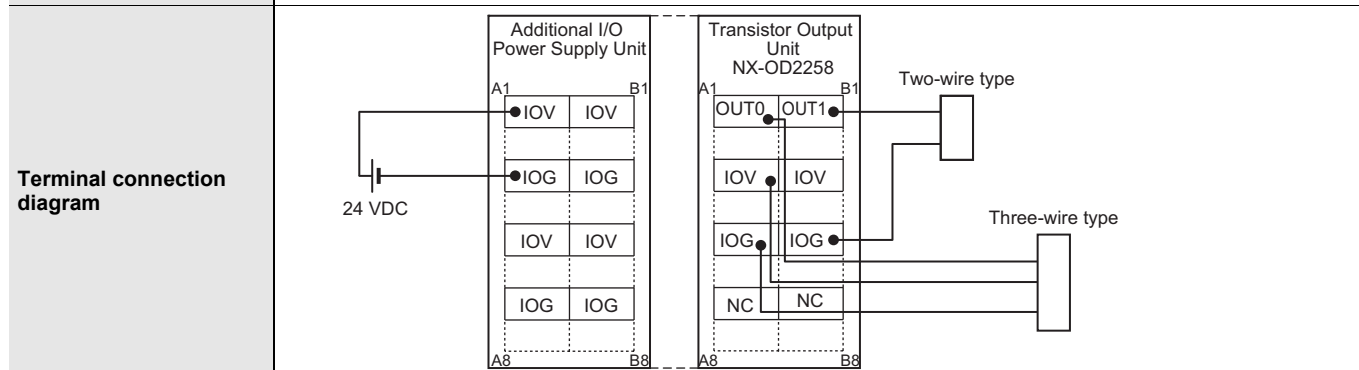 Terminal connection
diagram
24 VDC
Additional I/O
Power Supply Unit
A1 B1
IOV IOV
IOG IOG
IOV IOV
IOG IOG
A8 B8
Transistor Output
Unit
NX-OD2258
A1 B1
OUT0 OUT1
IOV IOV
IOG IOG
NC NC
A8 B8
Two-wire type
Three-wire type